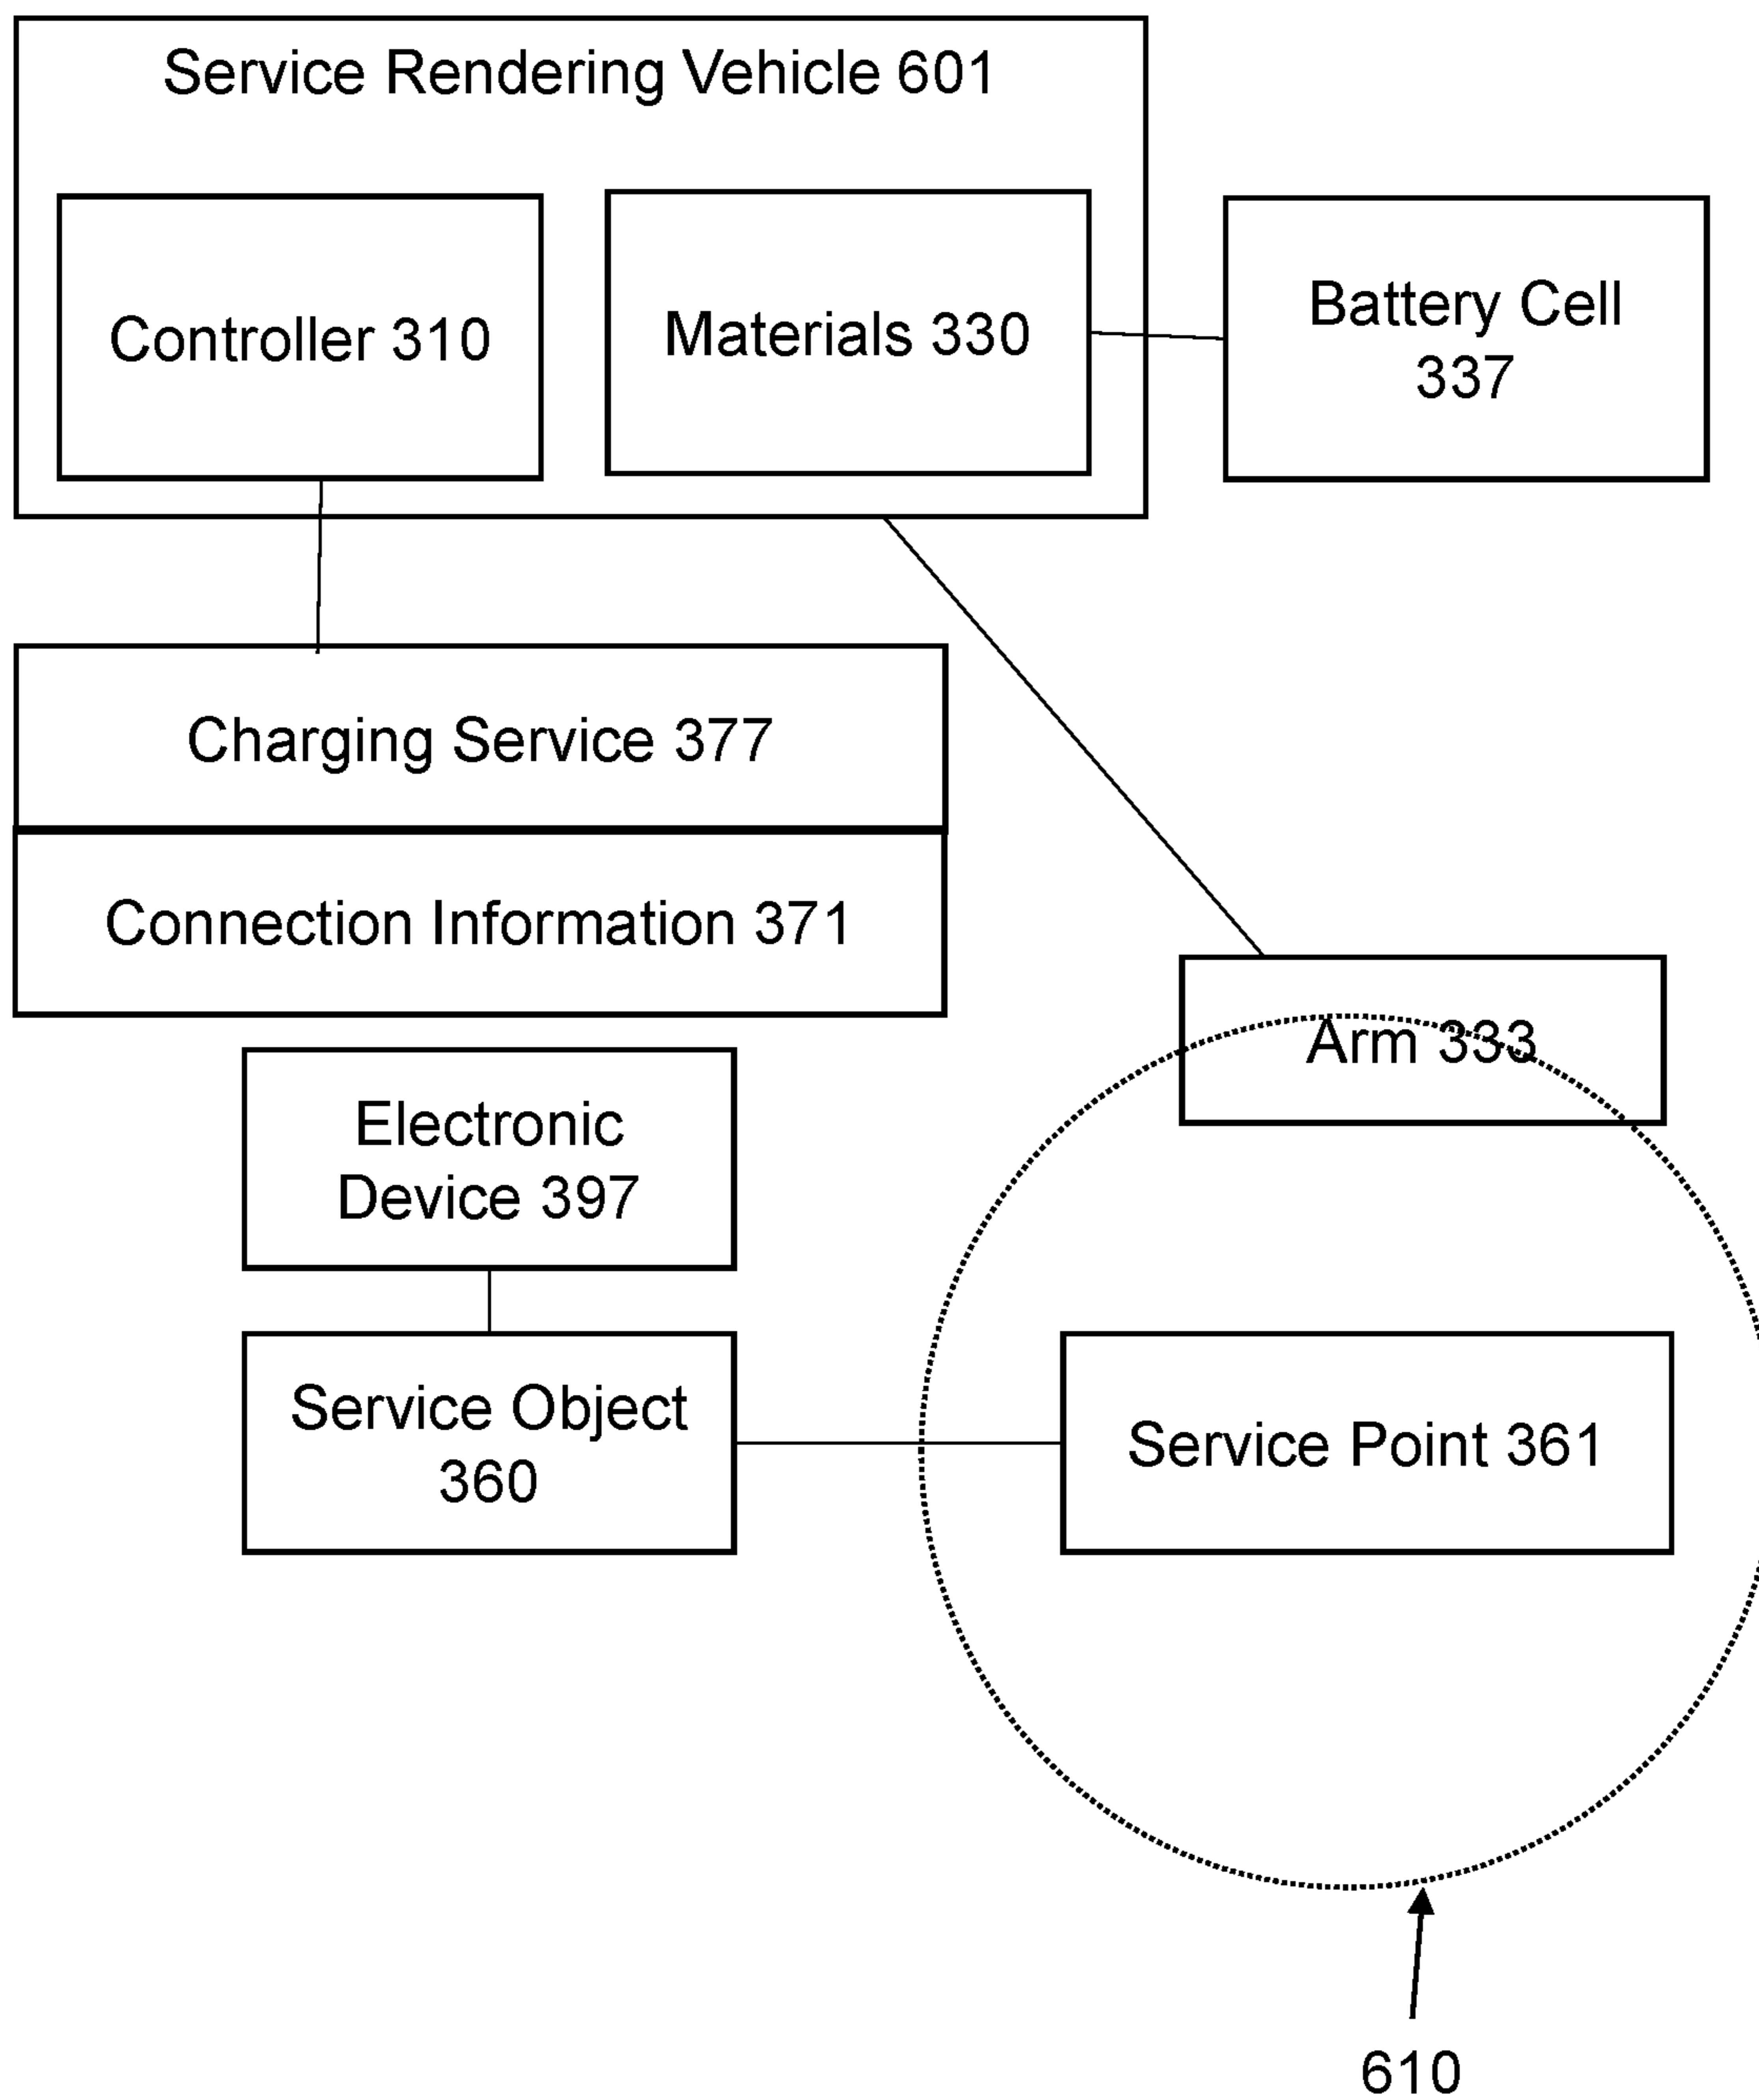 Service Rendering Vehicle 601
Controller 310
Materials 330
Battery Cell
337
Charging Service 377
Connection Information 371
Arm 333
Electronic
Device 397
Service Object
360
Service Point 361
610